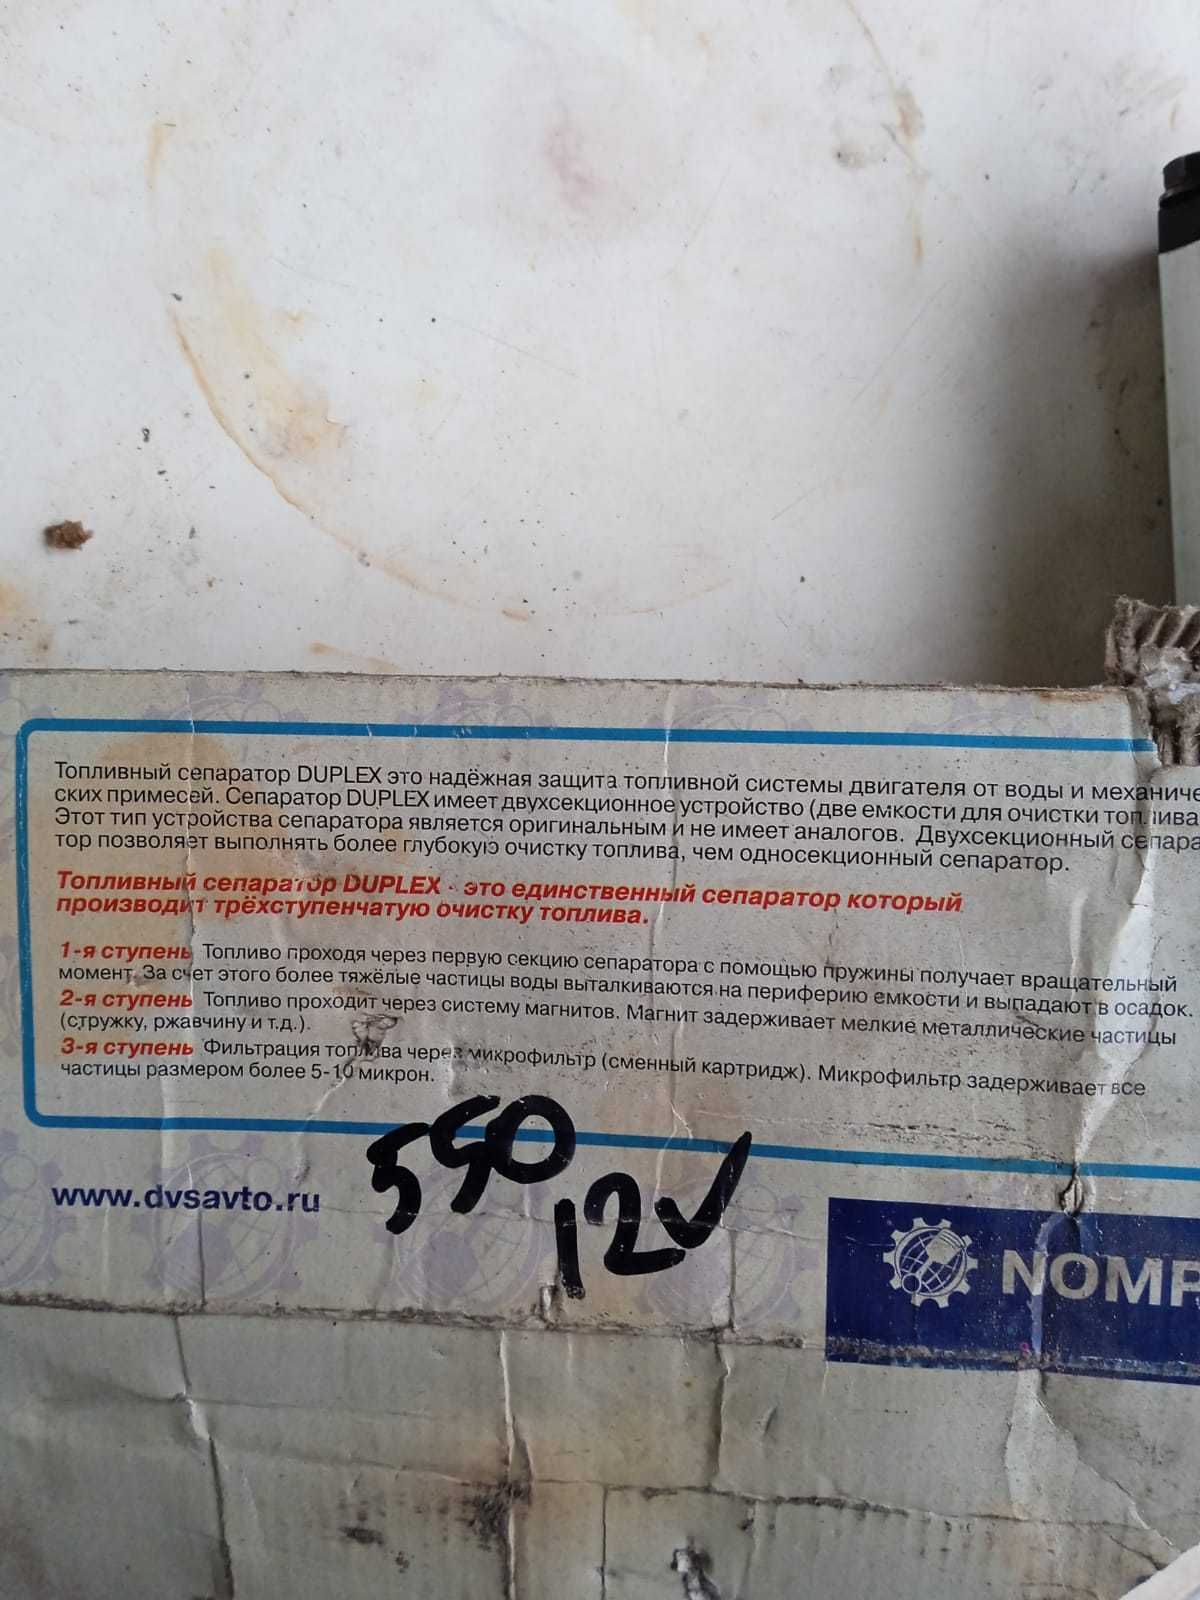 Топливный сепаратор DUPLEX это надёжная защита топливной системы двигателя от воды и механиче
ских примесей. Сепаратор DUPLEX имеет двухсекционное устройство (две емкости для очистки топлива
Этот тип устройства сепаратора является оригинальным и не имеет аналогов. Двухсекционный сепара
тор позволяет выполнять более глубокую очистку топлива, чем односекционный сепаратор.
Топливный сепаратор DUPLEX - это единственный сепаратор который
производит трёхступенчатую очистку топлива.
1-я ступень Топливо проходя через первую секцию сепаратора с помощью пружины получает вращательный
момент. За счет этого более тяжёлые частицы воды выталкиваются на периферию емкости и выпадают в осадок.
2-я ступень Топливо проходит через систему магнитов. Магнит задерживает мелкие металлические частицы
(стружку, ржавчину и т.д.).
3-я ступень Фильтрация топлива через микрофильтр (сменный картридж). Микрофильтр задерживает все
частицы размером более 5-10 микрон.
550
12V
www.dvsavto.ru
NOMP